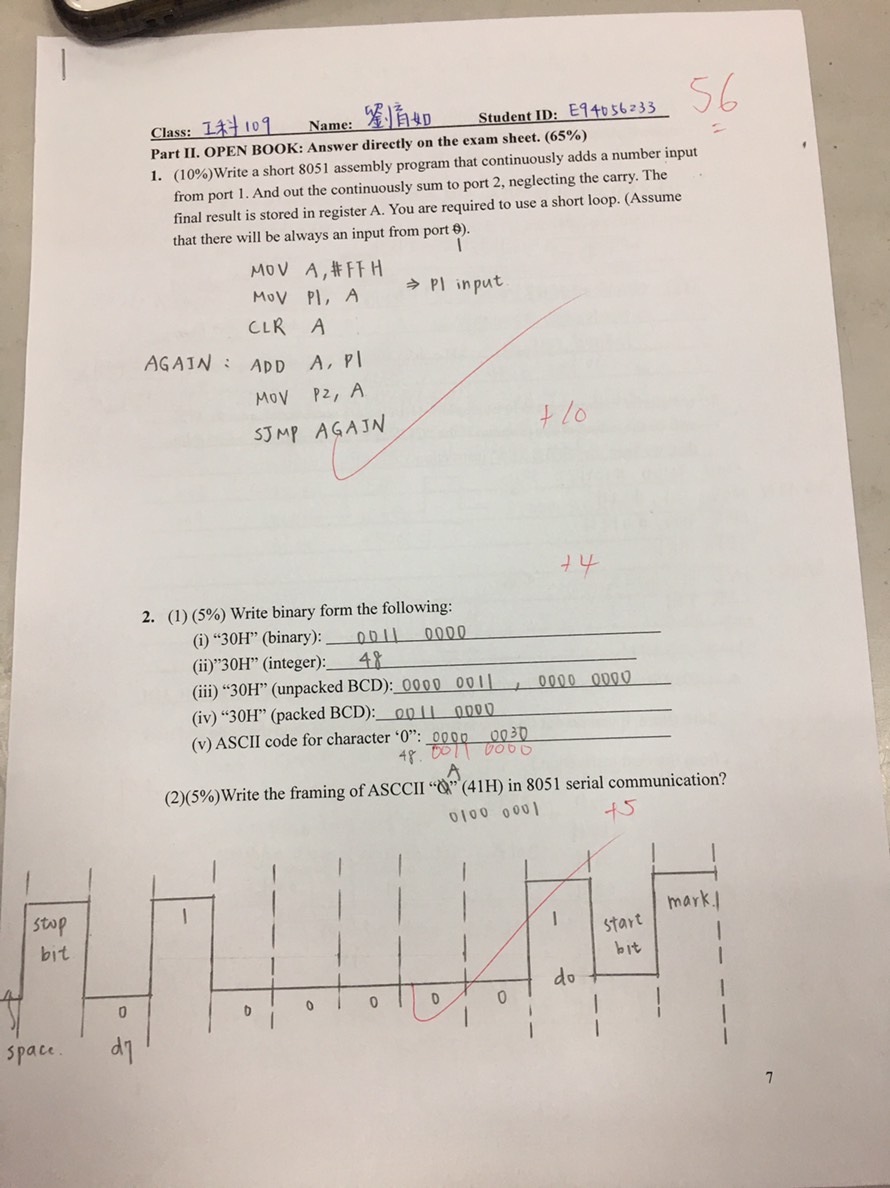 56
Class: 工科109 Name: 劉倩如 Student ID: E94056233
Part II. OPEN BOOK: Answer directly on the exam sheet. (65%)
1. (10%)Write a short 8051 assembly program that continuously adds a number input
from port 1. And out the continuously sum to port 2, neglecting the carry. The
final result is stored in register A. You are required to use a short loop. (Assume
that there will be always an input from port 0).
1
MOV A, #FFH
MOV P1, A ⇒ P1 input
CLR A
AGAIN : ADD A, P1
MOV P2, A
SJMP AGAIN
+10
+4
2. (1) (5%) Write binary form the following:
(i) “30H” (binary): 0011 0000
(ii)”30H” (integer): 48
(iii) “30H” (unpacked BCD): 0000 0011 , 0000 0000
(iv) “30H” (packed BCD): 0011 0000
(v) ASCII code for character ‘0”: 0000 0030
48. 0011 0000
A
(2)(5%)Write the framing of ASCCII “0” (41H) in 8051 serial communication?
0100 0001 +5
stop bit 1 1 start bit mark.
0 0 0 0 0 0 d0
space. d7
7